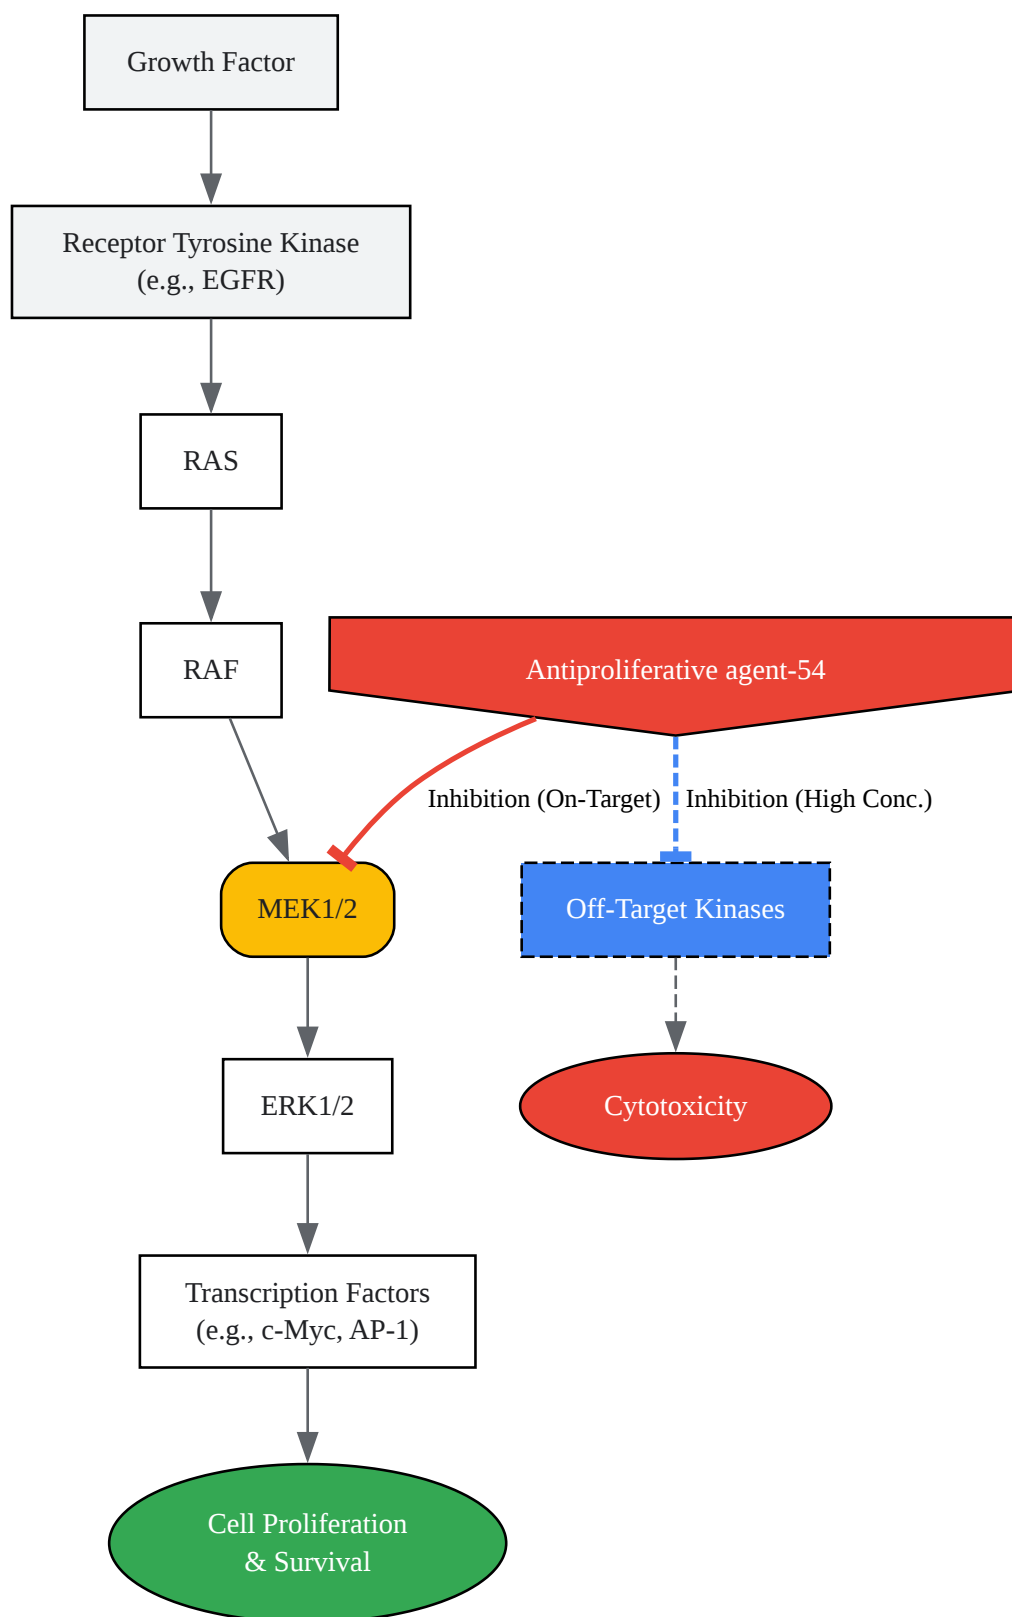 Growth Factor
Receptor Tyrosine Kinase
(e.g., EGFR)
RAS
RAF
Antiproliferative agent-54
Inhibition (On-Target)
Inhibition (High Conc.)
MEK1/2
Off-Target Kinases
ERK1/2
Cytotoxicity
Transcription Factors
(e.g., c-Myc, AP-1)
Cell Proliferation
& Survival